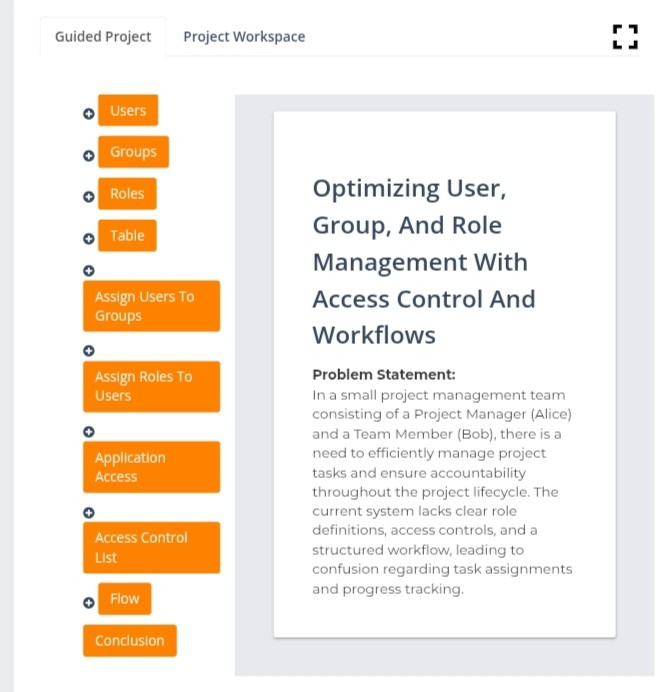 Guided Project
Project Workspace
Users
Groups
Roles
Table
Assign Users To
Groups
Assign Roles To
Users
Application
Access
Access Control
List
Flow
Conclusion
Optimizing User,
Group, And Role
Management With
Access Control And
Workflows
Problem Statement:
In a small project management team
consisting of a Project Manager (Alice)
and a Team Member (Bob), there is a
need to efficiently manage project
tasks and ensure accountability
throughout the project lifecycle. The
current system lacks clear role
definitions, access controls, and a
structured workflow, leading to
confusion regarding task assignments
and progress tracking.